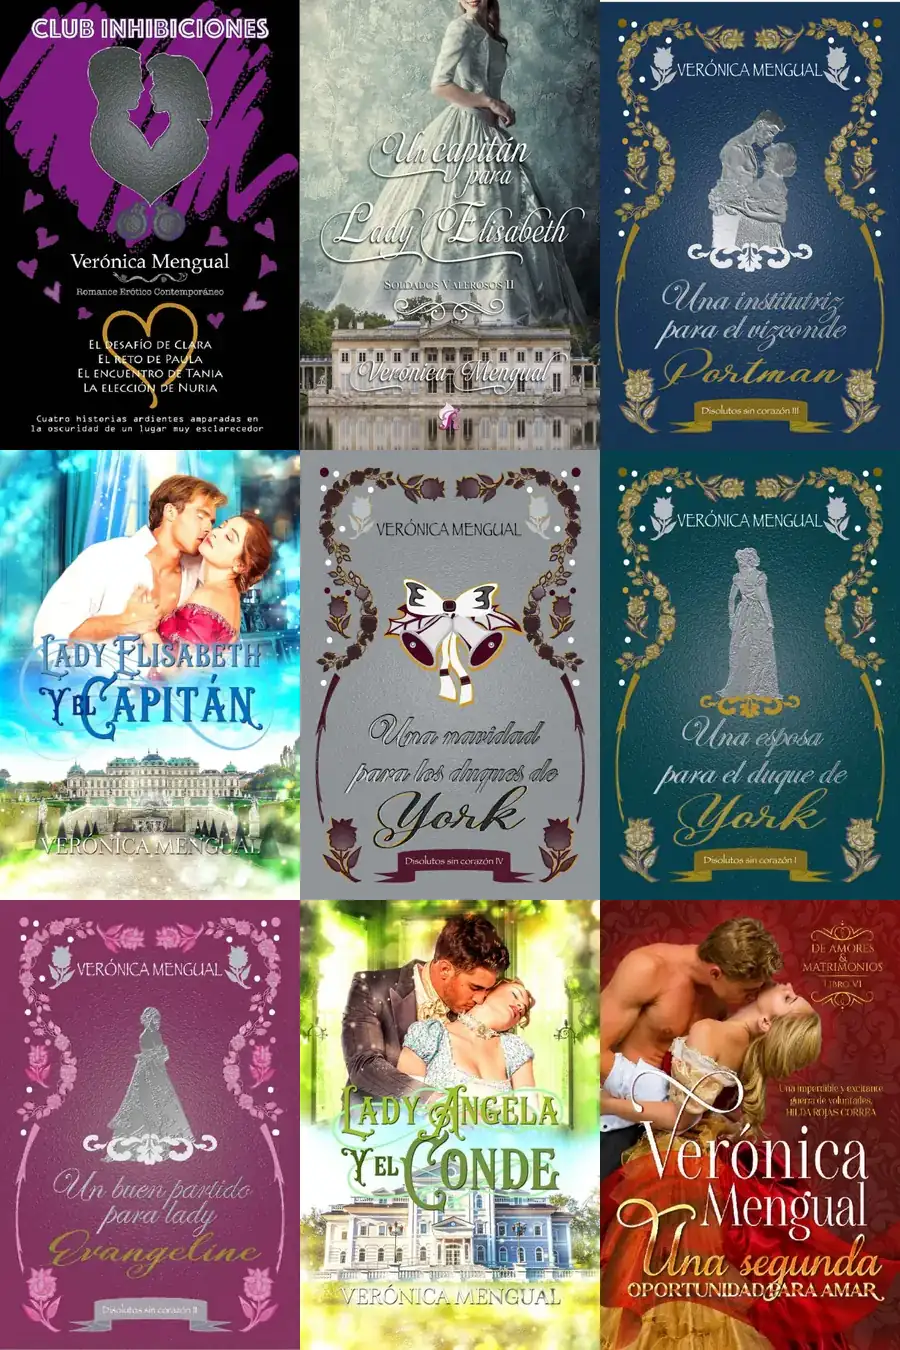 CLUB INHIBICIONES
Verónica Mengual
Romance Erótico Contemporáneo
El desafío de Clara
El reto de Paula
El encuentro de Tania
La elección de Nuria
Cuatro historias ardientes amparadas en
la oscuridad de un lugar muy esclarecedor
Un capitán
para
Lady Elisabeth
Soldados Valerosos II
Verónica Mengual
VERÓNICA MENGUAL
Una institutriz
para el vizconde
Portman
Disolutos sin corazón III
Lady Elisabeth
y el Capitán
VERÓNICA MENGUAL
VERÓNICA MENGUAL
Una navidad
para los duques de
York
Disolutos sin corazón IV
VERÓNICA MENGUAL
Una esposa
para el duque de
York
Disolutos sin corazón I
VERÓNICA MENGUAL
Un buen partido
para lady
Evangeline
Disolutos sin corazón II
Lady Angela
y el Conde
VERÓNICA MENGUAL
DE AMORES
&
MATRIMONIOS
LIBRO VI
Una imperdible y excitante
guerra de voluntades.
HILDA ROJAS CORREA
Verónica
Mengual
Una segunda
OPORTUNIDAD PARA AMAR